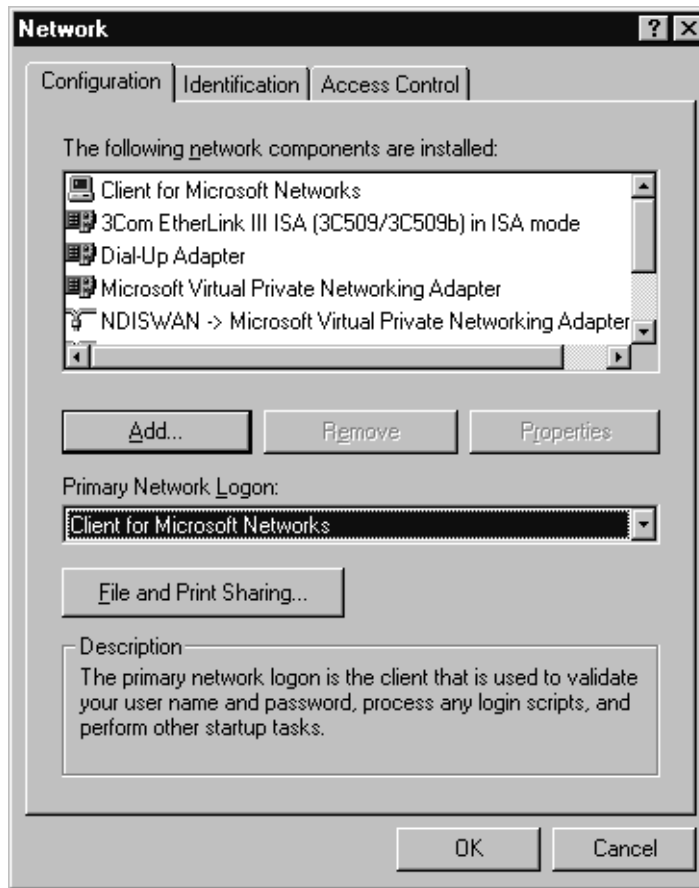 Network
Configuration Identification Access Control
The following network components are installed:
Client for Microsoft Networks
3Com EtherLink III ISA (3C509/3C509b) in ISA mode
Dial-Up Adapter
Microsoft Virtual Private Networking Adapter
NDISWAN -> Microsoft Virtual Private Networking Adapter
Add... Remove Properties
Primary Network Logon:
Client for Microsoft Networks
File and Print Sharing...
Description
The primary network logon is the client that is used to validate
your user name and password, process any login scripts, and
perform other startup tasks.
OK Cancel